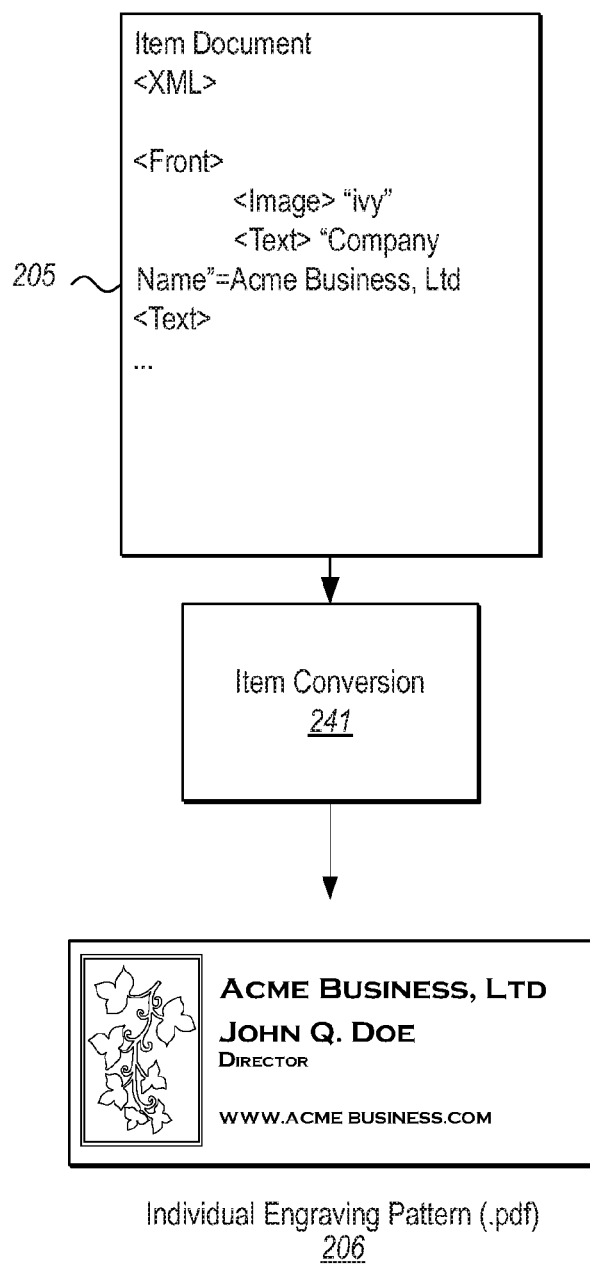 Item Document
<XML>
<Front>
<Image> “ivy”
<Text> “Company
205
Name”=Acme Business, Ltd
<Text>
...
Item Conversion
241
ACME BUSINESS, LTD
JOHN Q. DOE
DIRECTOR
WWW.ACME BUSINESS.COM
Individual Engraving Pattern (.pdf)
206